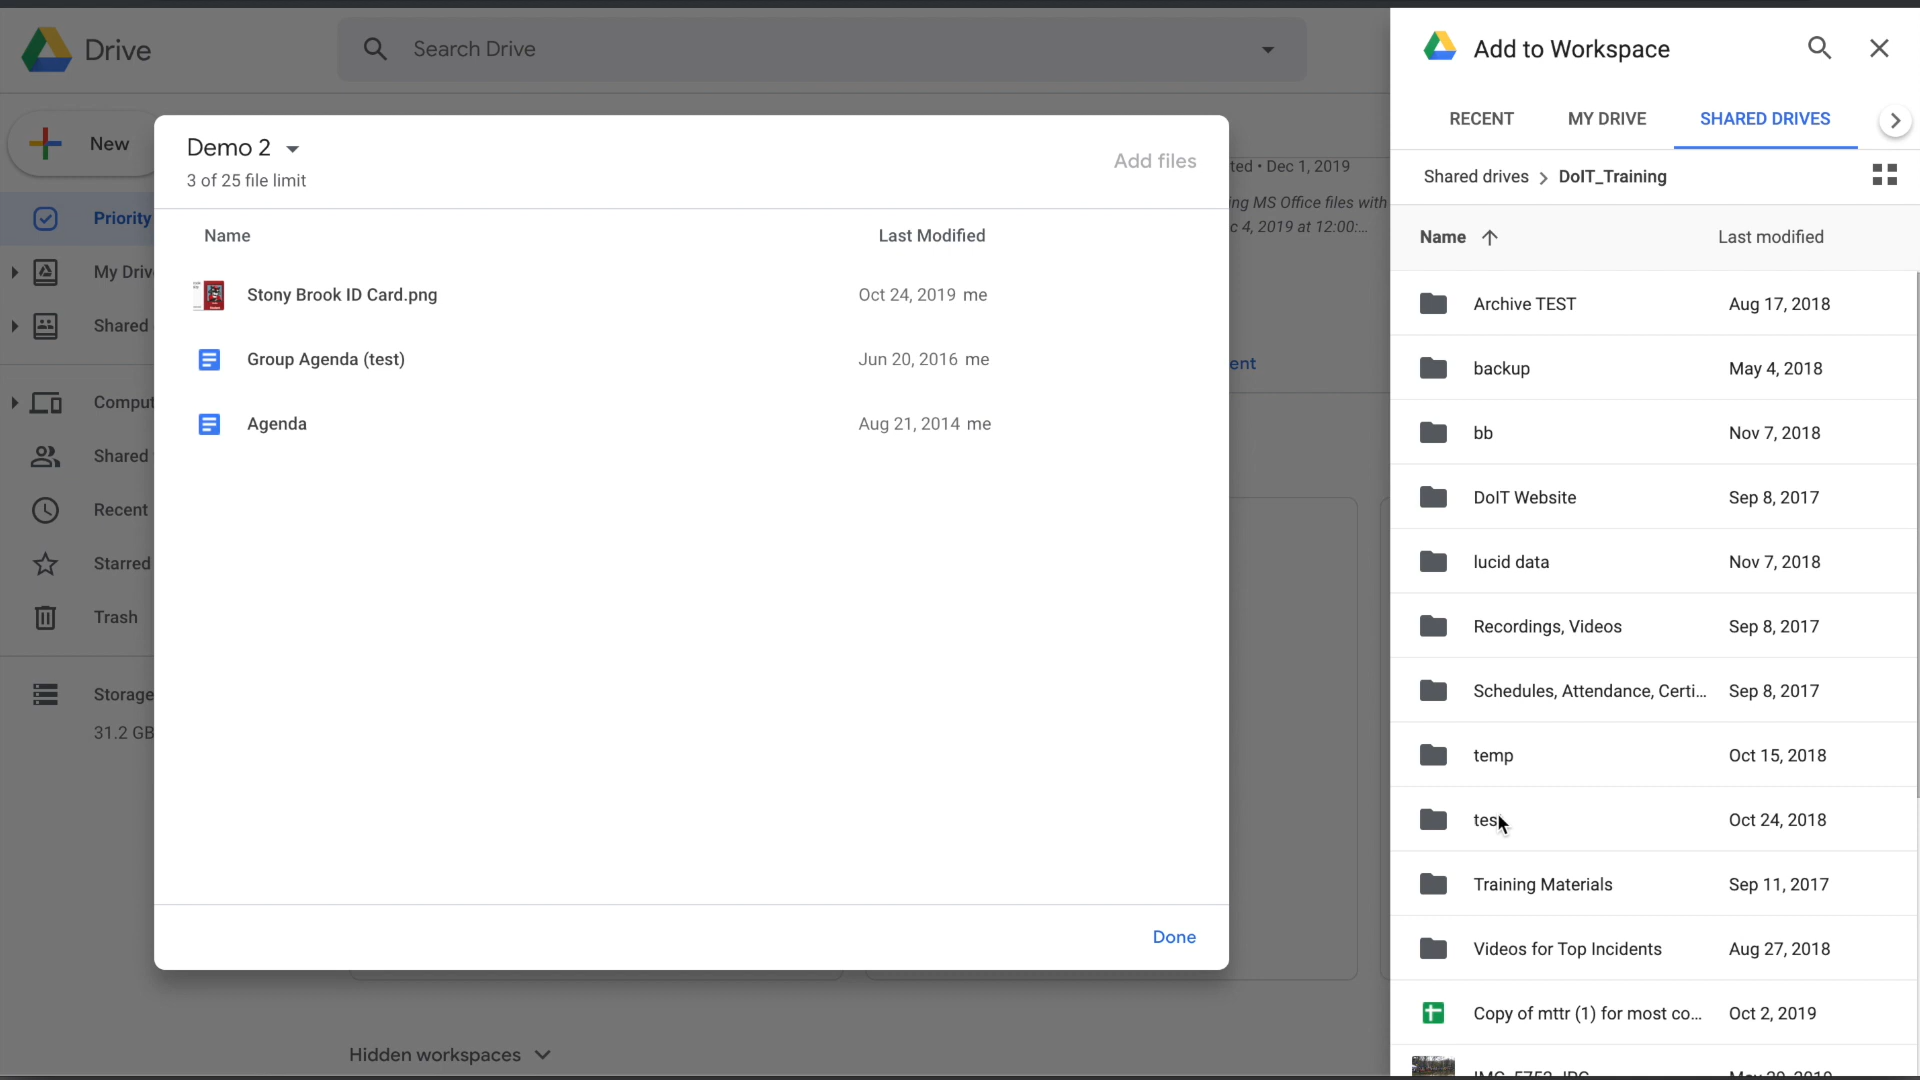 Drive
Search Drive
New
Priority
My Driv
Shared
Comput
Shared
Recent
Starred
Trash
Storage
31.2 GB
ted • Dec 1, 2019
ng MS Office files with
c 4, 2019 at 12:00:...
ent
Hidden workspaces
Demo 2
3 of 25 file limit
Add files
Name Last Modified
Stony Brook ID Card.png Oct 24, 2019 me
Group Agenda (test) Jun 20, 2016 me
Agenda Aug 21, 2014 me
Done
Add to Workspace
RECENT MY DRIVE SHARED DRIVES
Shared drives > DoIT_Training
Name Last modified
Archive TEST Aug 17, 2018
backup May 4, 2018
bb Nov 7, 2018
DoIT Website Sep 8, 2017
lucid data Nov 7, 2018
Recordings, Videos Sep 8, 2017
Schedules, Attendance, Certi... Sep 8, 2017
temp Oct 15, 2018
tes Oct 24, 2018
Training Materials Sep 11, 2017
Videos for Top Incidents Aug 27, 2018
Copy of mttr (1) for most co... Oct 2, 2019